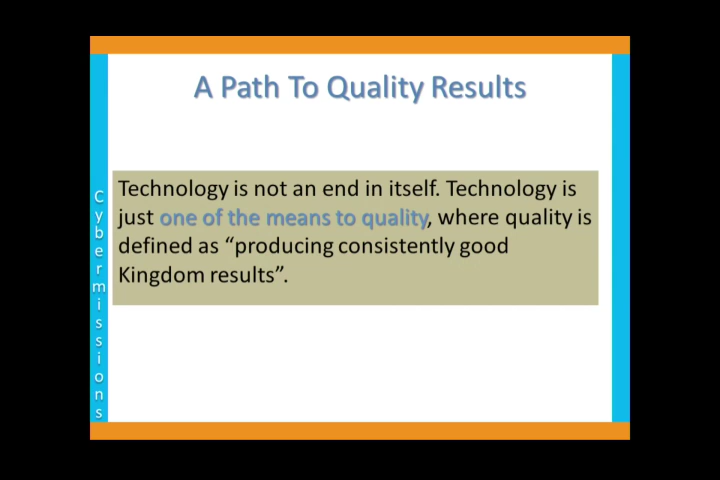 A Path To Quality Results
Technology is not an end in itself. Technology is
just one of the means to quality, where quality is
defined as “producing consistently good
Kingdom results”.
Cybermissions